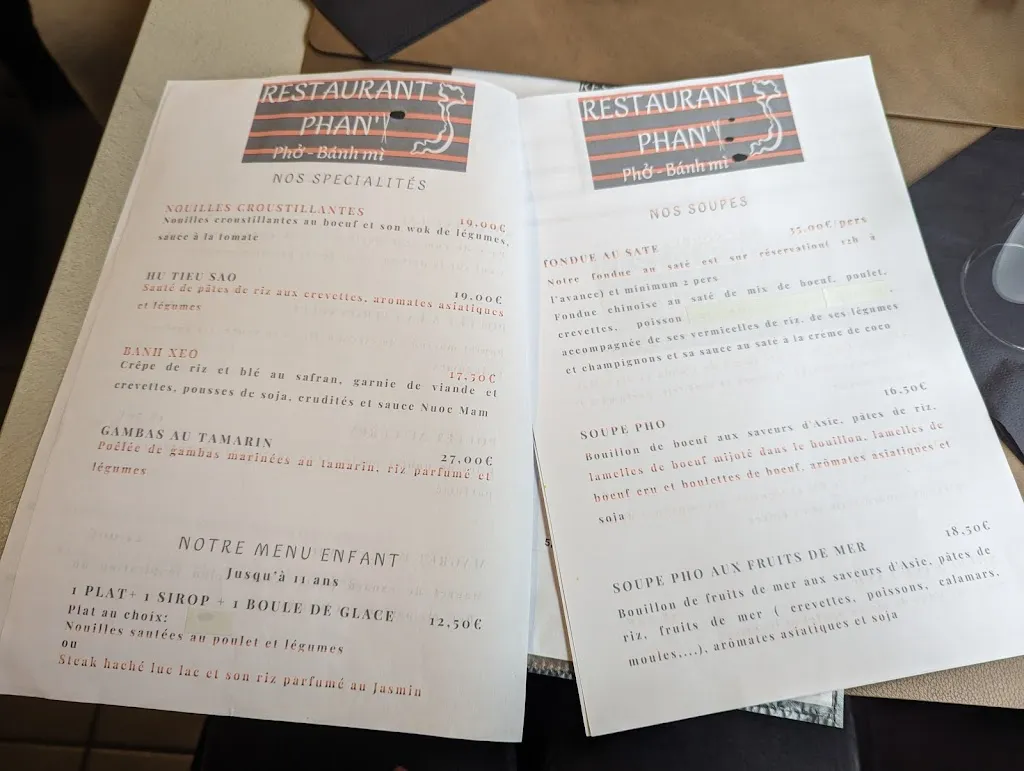 RESTAURANT
PHAN'
Phở - Bánh mì
NOS SPECIALITÉS
NOUILLES CROUSTILLANTES 19,00€
Nouilles croustillantes au boeuf et son wok de légumes,
sauce à la tomate
HU TIEU SAO 19,00€
Sauté de pâtes de riz aux crevettes, aromates asiatiques
et légumes
BANH XEO 17,50€
Crêpe de riz et blé au safran, garnie de viande et
crevettes, pousses de soja, crudités et sauce Nuoc Mam
GAMBAS AU TAMARIN 27,00€
Poêlée de gambas marinées au tamarin, riz parfumé et
légumes
NOTRE MENU ENFANT
Jusqu'à 11 ans
1 PLAT+ 1 SIROP + 1 BOULE DE GLACE 12,50€
Plat au choix:
Nouilles sautées au poulet et légumes
ou
Steak haché luc lac et son riz parfumé au Jasmin
RESTAURANT
PHAN'
Phở - Bánh mì
NOS SOUPES
FONDUE AU SATE 35,00€/pers
Notre fondue au saté est sur réservation( 72h à
l'avance) et minimum 2 pers
Fondue chinoise au saté de mix de boeuf, poulet,
crevettes, poisson
accompagnée de ses vermicelles de riz, de ses légumes
et champignons et sa sauce au saté à la crème de coco
SOUPE PHO 16,50€
Bouillon de boeuf aux saveurs d'Asie, pâtes de riz,
lamelles de boeuf mijoté dans le bouillon, lamelles de
boeuf cru et boulettes de boeuf, arômates asiatiques et
soja
SOUPE PHO AUX FRUITS DE MER 18,50€
Bouillon de fruits de mer aux saveurs d'Asie, pâtes de
riz, fruits de mer ( crevettes, poissons, calamars,
moules,...), arômates asiatiques et soja